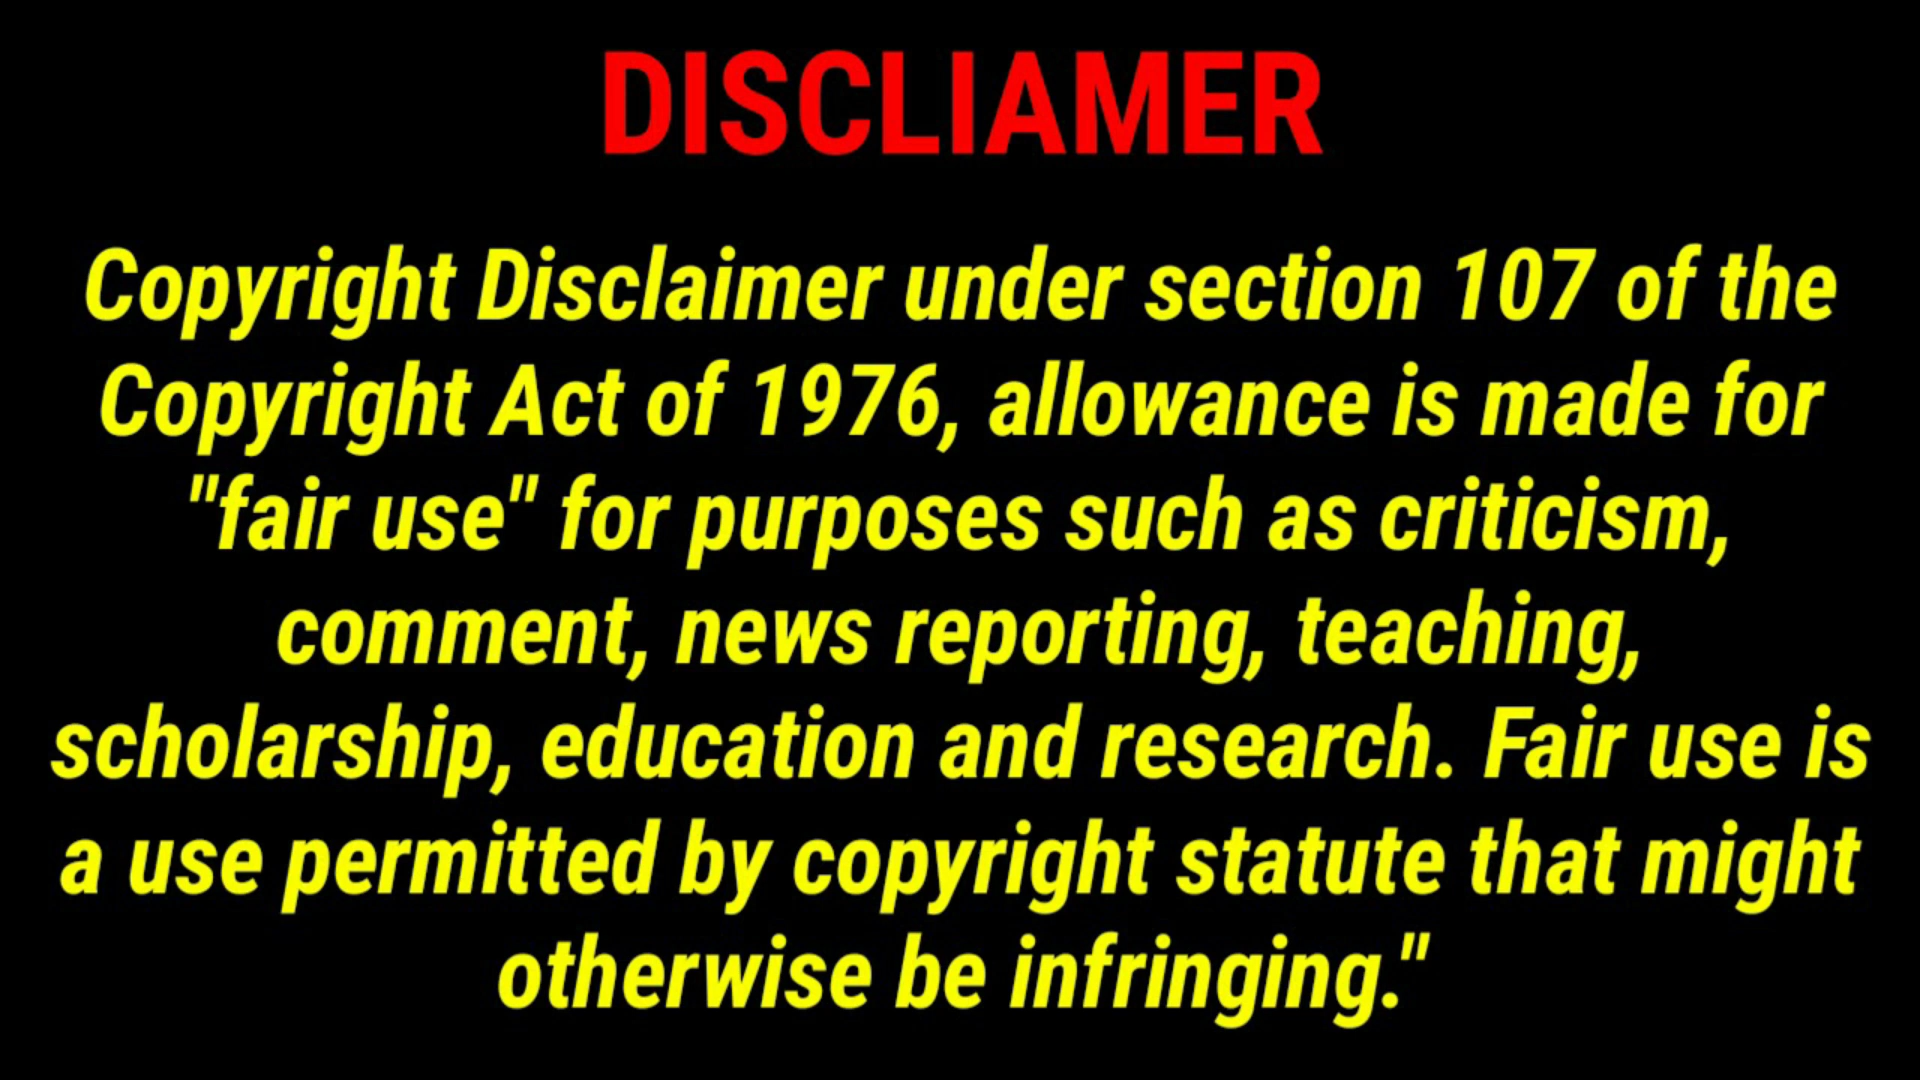 DISCLIAMER
Copyright Disclaimer under section 107 of the
Copyright Act of 1976, allowance is made for
"fair use" for purposes such as criticism,
comment, news reporting, teaching,
scholarship, education and research. Fair use is
a use permitted by copyright statute that might
otherwise be infringing."